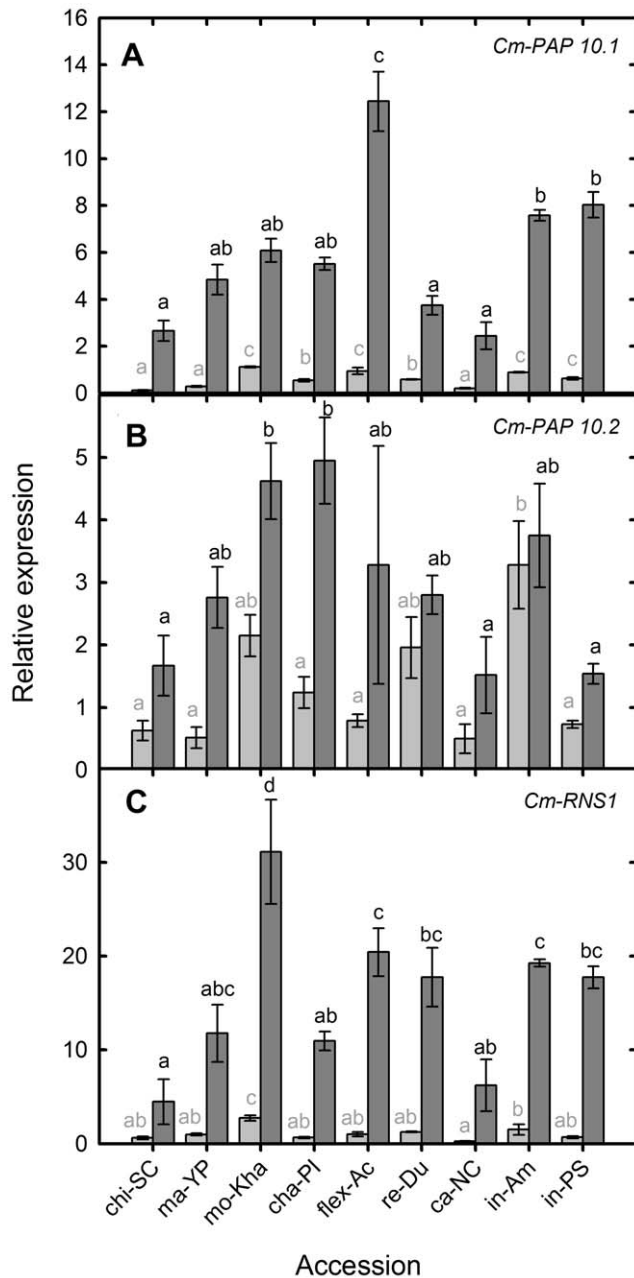 Relative expression
16
14
12
10
8
6
4
2
0
A
Cm-PAP 10.1
a a a ab c ab b ab c c b a a a c b c b
5
4
3
2
1
0
B
Cm-PAP 10.2
a a a ab ab b a b a ab ab ab a a b ab a a
30
20
10
0
C
Cm-RNS1
ab a ab abc c d ab ab ab c ab bc a ab b c ab bc
chi-SC ma-YP mo-Kha cha-PI flex-Ac re-Du ca-NC in-Am in-PS
Accession